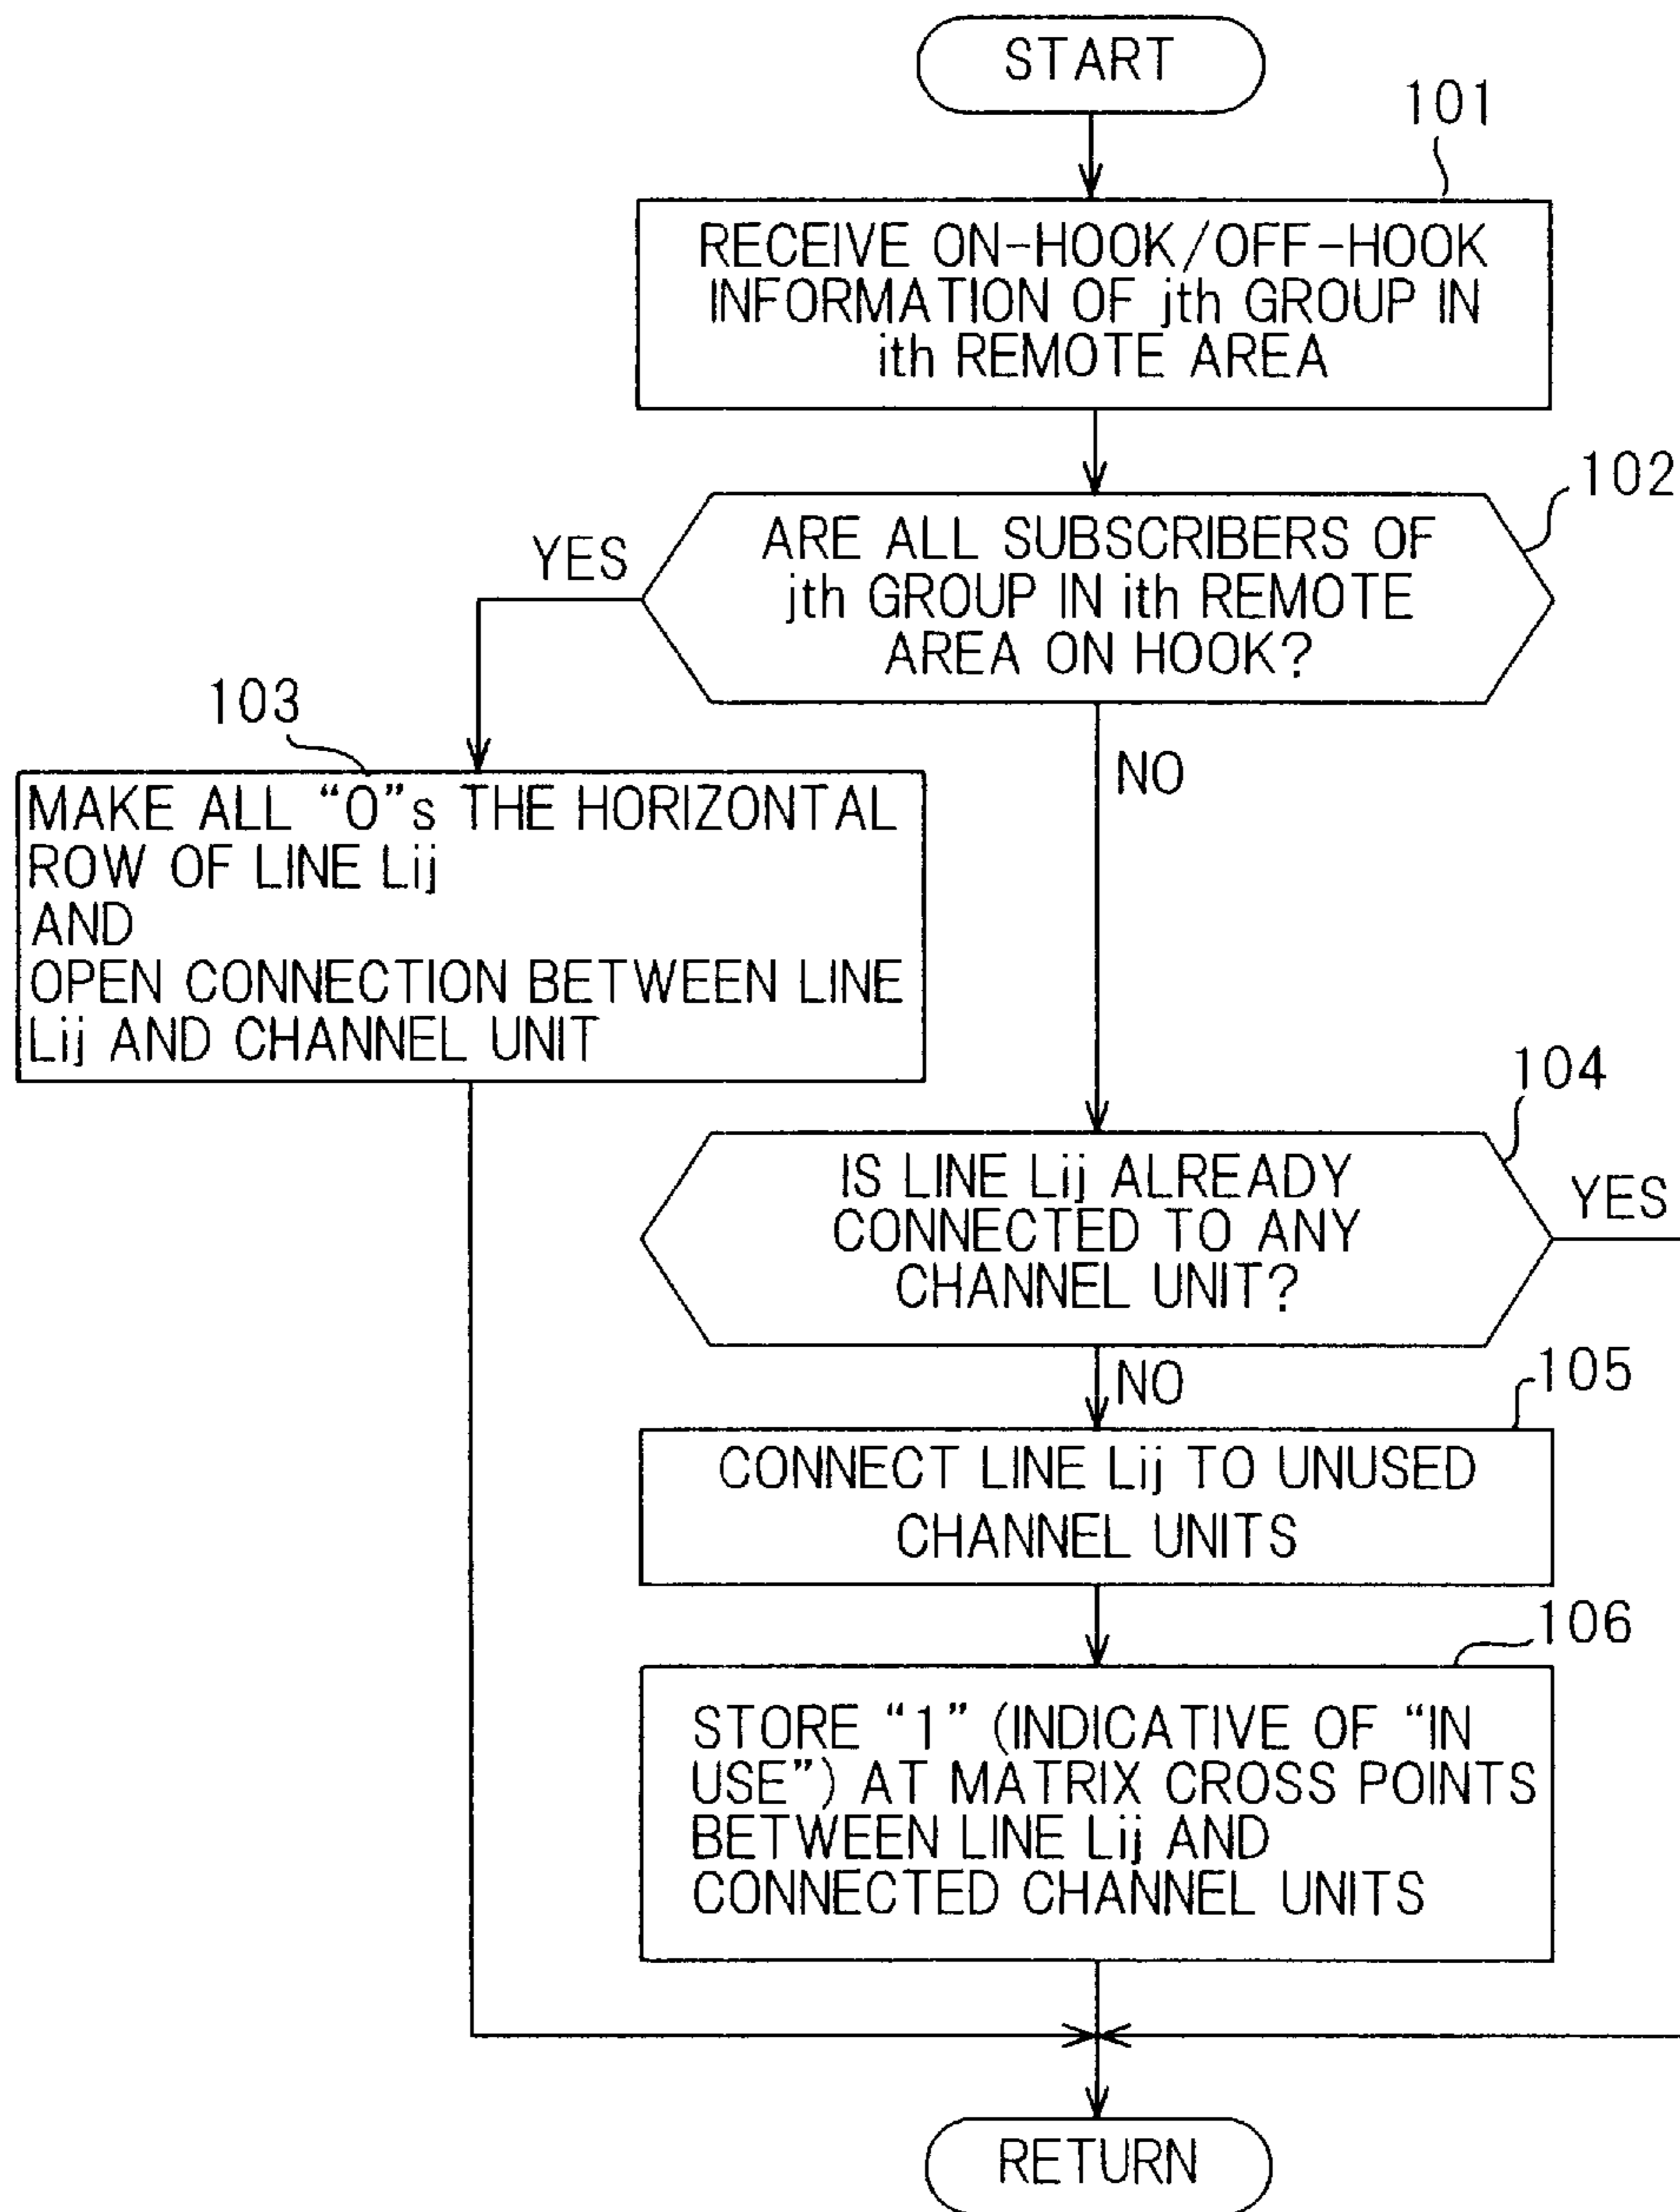 START
101
RECEIVE ON-HOOK/OFF-HOOK
INFORMATION OF jth GROUP IN
ith REMOTE AREA
102
ARE ALL SUBSCRIBERS OF
jth GROUP IN ith REMOTE
AREA ON HOOK?
YES
NO
103
MAKE ALL “0”s THE HORIZONTAL
ROW OF LINE Lij
AND
OPEN CONNECTION BETWEEN LINE
Lij AND CHANNEL UNIT
104
IS LINE Lij ALREADY
CONNECTED TO ANY
CHANNEL UNIT?
YES
NO
105
CONNECT LINE Lij TO UNUSED
CHANNEL UNITS
106
STORE “1” (INDICATIVE OF “IN
USE”) AT MATRIX CROSS POINTS
BETWEEN LINE Lij AND
CONNECTED CHANNEL UNITS
RETURN